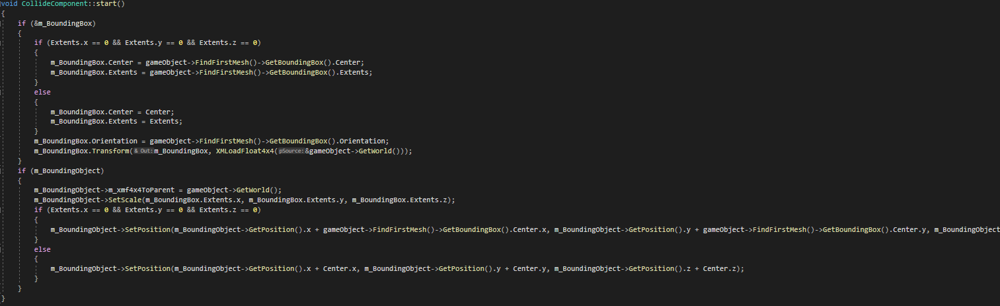 void CollideComponent::start()
{
if (&m_BoundingBox)
{
if (Extents.x == 0 && Extents.y == 0 && Extents.z == 0)
{
m_BoundingBox.Center = gameObject->FindFirstMesh()->GetBoundingBox().Center;
m_BoundingBox.Extents = gameObject->FindFirstMesh()->GetBoundingBox().Extents;
}
else
{
m_BoundingBox.Center = Center;
m_BoundingBox.Extents = Extents;
}
m_BoundingBox.Orientation = gameObject->FindFirstMesh()->GetBoundingBox().Orientation;
m_BoundingBox.Transform(& Out: m_BoundingBox, XMLoadFloat4x4(pSource: &gameObject->GetWorld()));
}
if (m_BoundingObject)
{
m_BoundingObject->m_xmf4x4ToParent = gameObject->GetWorld();
m_BoundingObject->SetScale(m_BoundingBox.Extents.x, m_BoundingBox.Extents.y, m_BoundingBox.Extents.z);
if (Extents.x == 0 && Extents.y == 0 && Extents.z == 0)
{
m_BoundingObject->SetPosition(m_BoundingObject->GetPosition().x + gameObject->FindFirstMesh()->GetBoundingBox().Center.x, m_BoundingObject->GetPosition().y + gameObject->FindFirstMesh()->GetBoundingBox().Center.y, m_BoundingObject
}
else
{
m_BoundingObject->SetPosition(m_BoundingObject->GetPosition().x + Center.x, m_BoundingObject->GetPosition().y + Center.y, m_BoundingObject->GetPosition().z + Center.z);
}
}
}